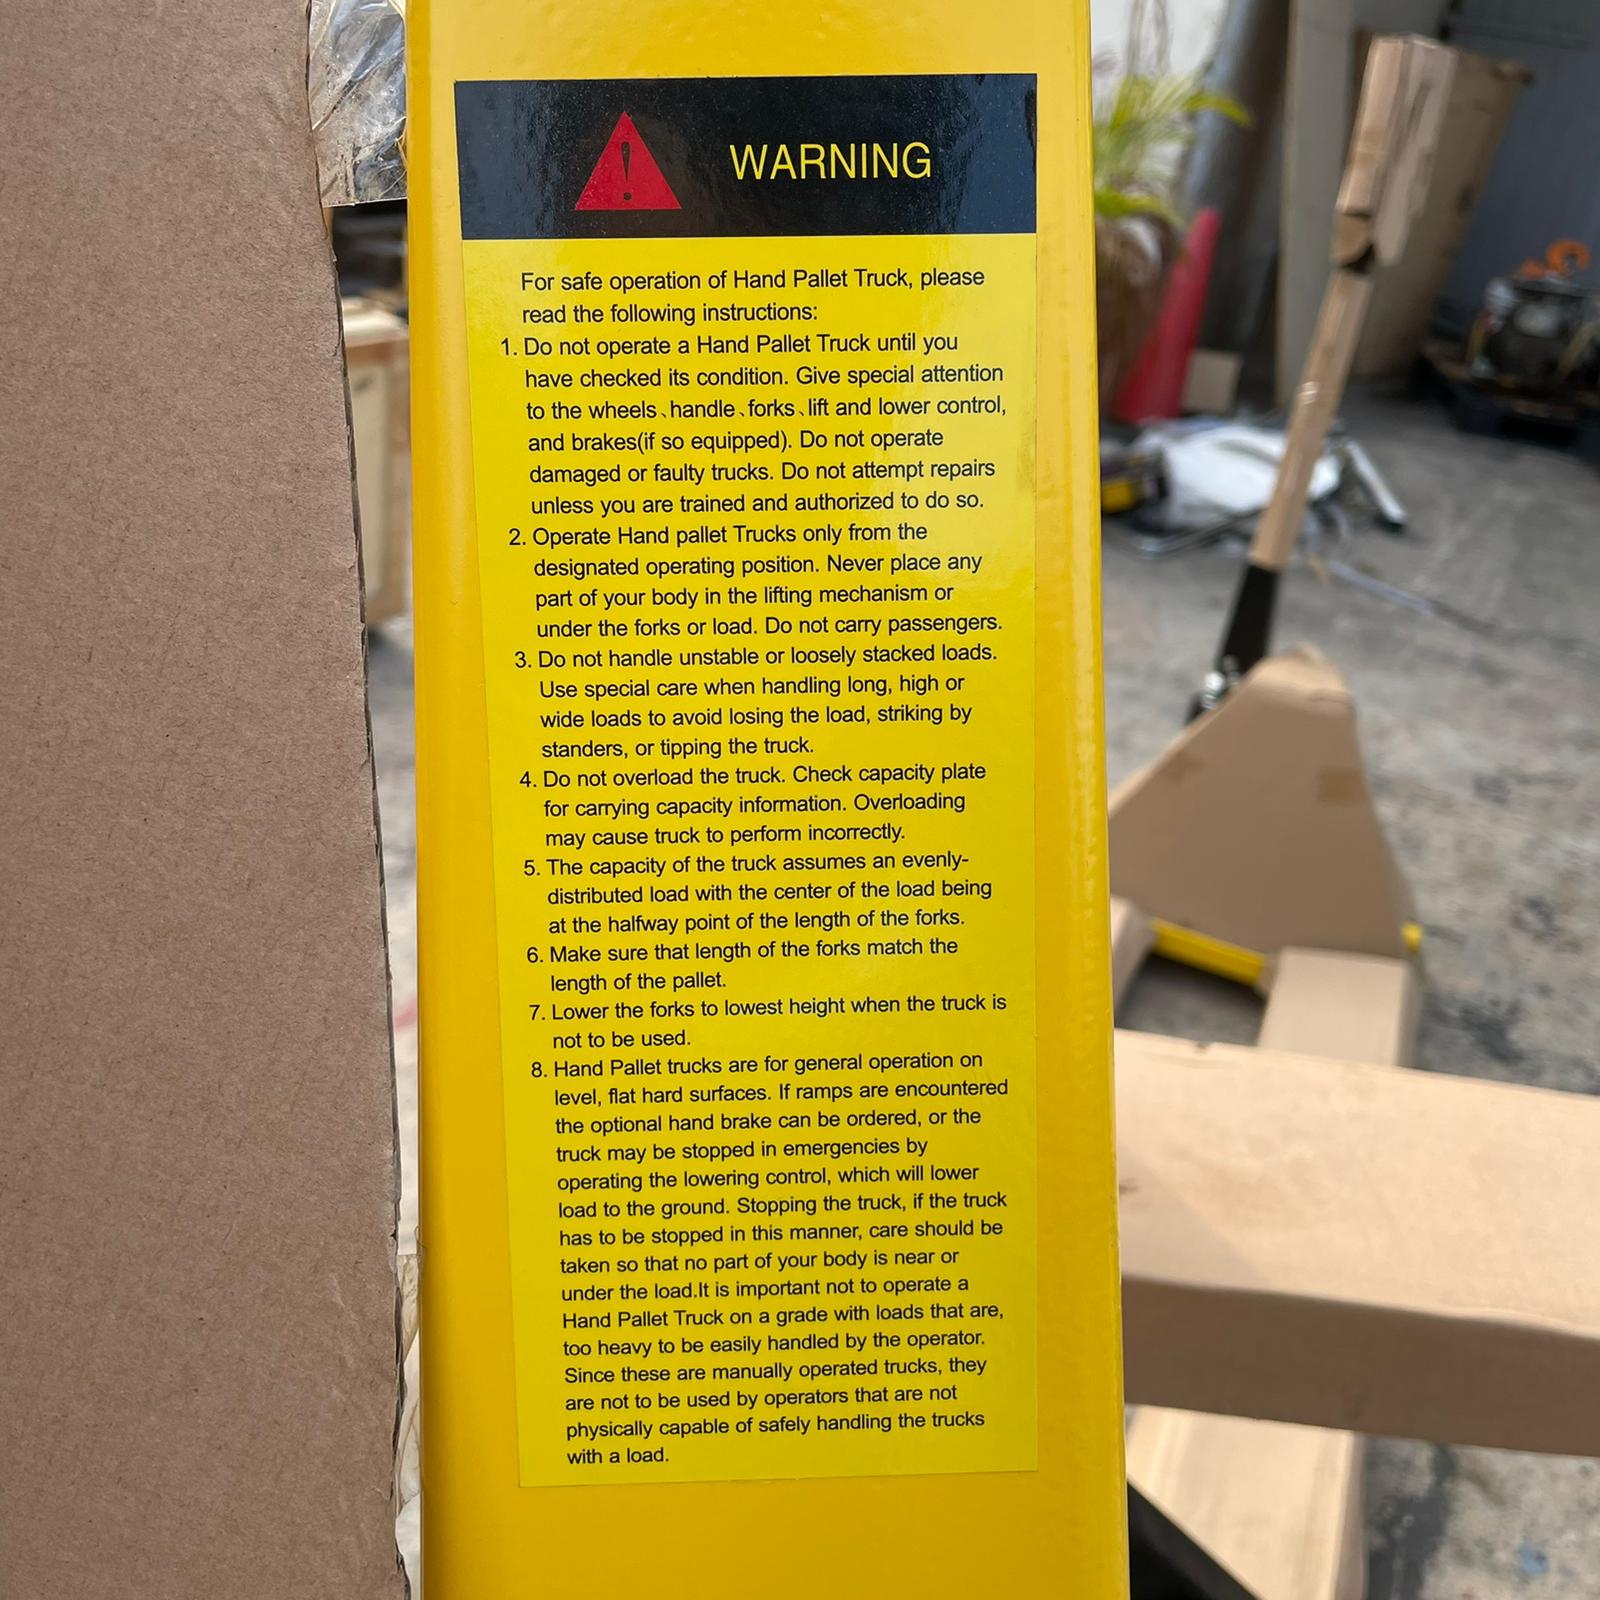 WARNING
For safe operation of Hand Pallet Truck, please
read the following instructions:
1. Do not operate a Hand Pallet Truck until you
have checked its condition. Give special attention
to the wheels、handle、forks、lift and lower control,
and brakes(if so equipped). Do not operate
damaged or faulty trucks. Do not attempt repairs
unless you are trained and authorized to do so.
2. Operate Hand pallet Trucks only from the
designated operating position. Never place any
part of your body in the lifting mechanism or
under the forks or load. Do not carry passengers.
3. Do not handle unstable or loosely stacked loads.
Use special care when handling long, high or
wide loads to avoid losing the load, striking by
standers, or tipping the truck.
4. Do not overload the truck. Check capacity plate
for carrying capacity information. Overloading
may cause truck to perform incorrectly.
5. The capacity of the truck assumes an evenly-
distributed load with the center of the load being
at the halfway point of the length of the forks.
6. Make sure that length of the forks match the
length of the pallet.
7. Lower the forks to lowest height when the truck is
not to be used.
8. Hand Pallet trucks are for general operation on
level, flat hard surfaces. If ramps are encountered
the optional hand brake can be ordered, or the
truck may be stopped in emergencies by
operating the lowering control, which will lower
load to the ground. Stopping the truck, if the truck
has to be stopped in this manner, care should be
taken so that no part of your body is near or
under the load.It is important not to operate a
Hand Pallet Truck on a grade with loads that are,
too heavy to be easily handled by the operator.
Since these are manually operated trucks, they
are not to be used by operators that are not
physically capable of safely handling the trucks
with a load.